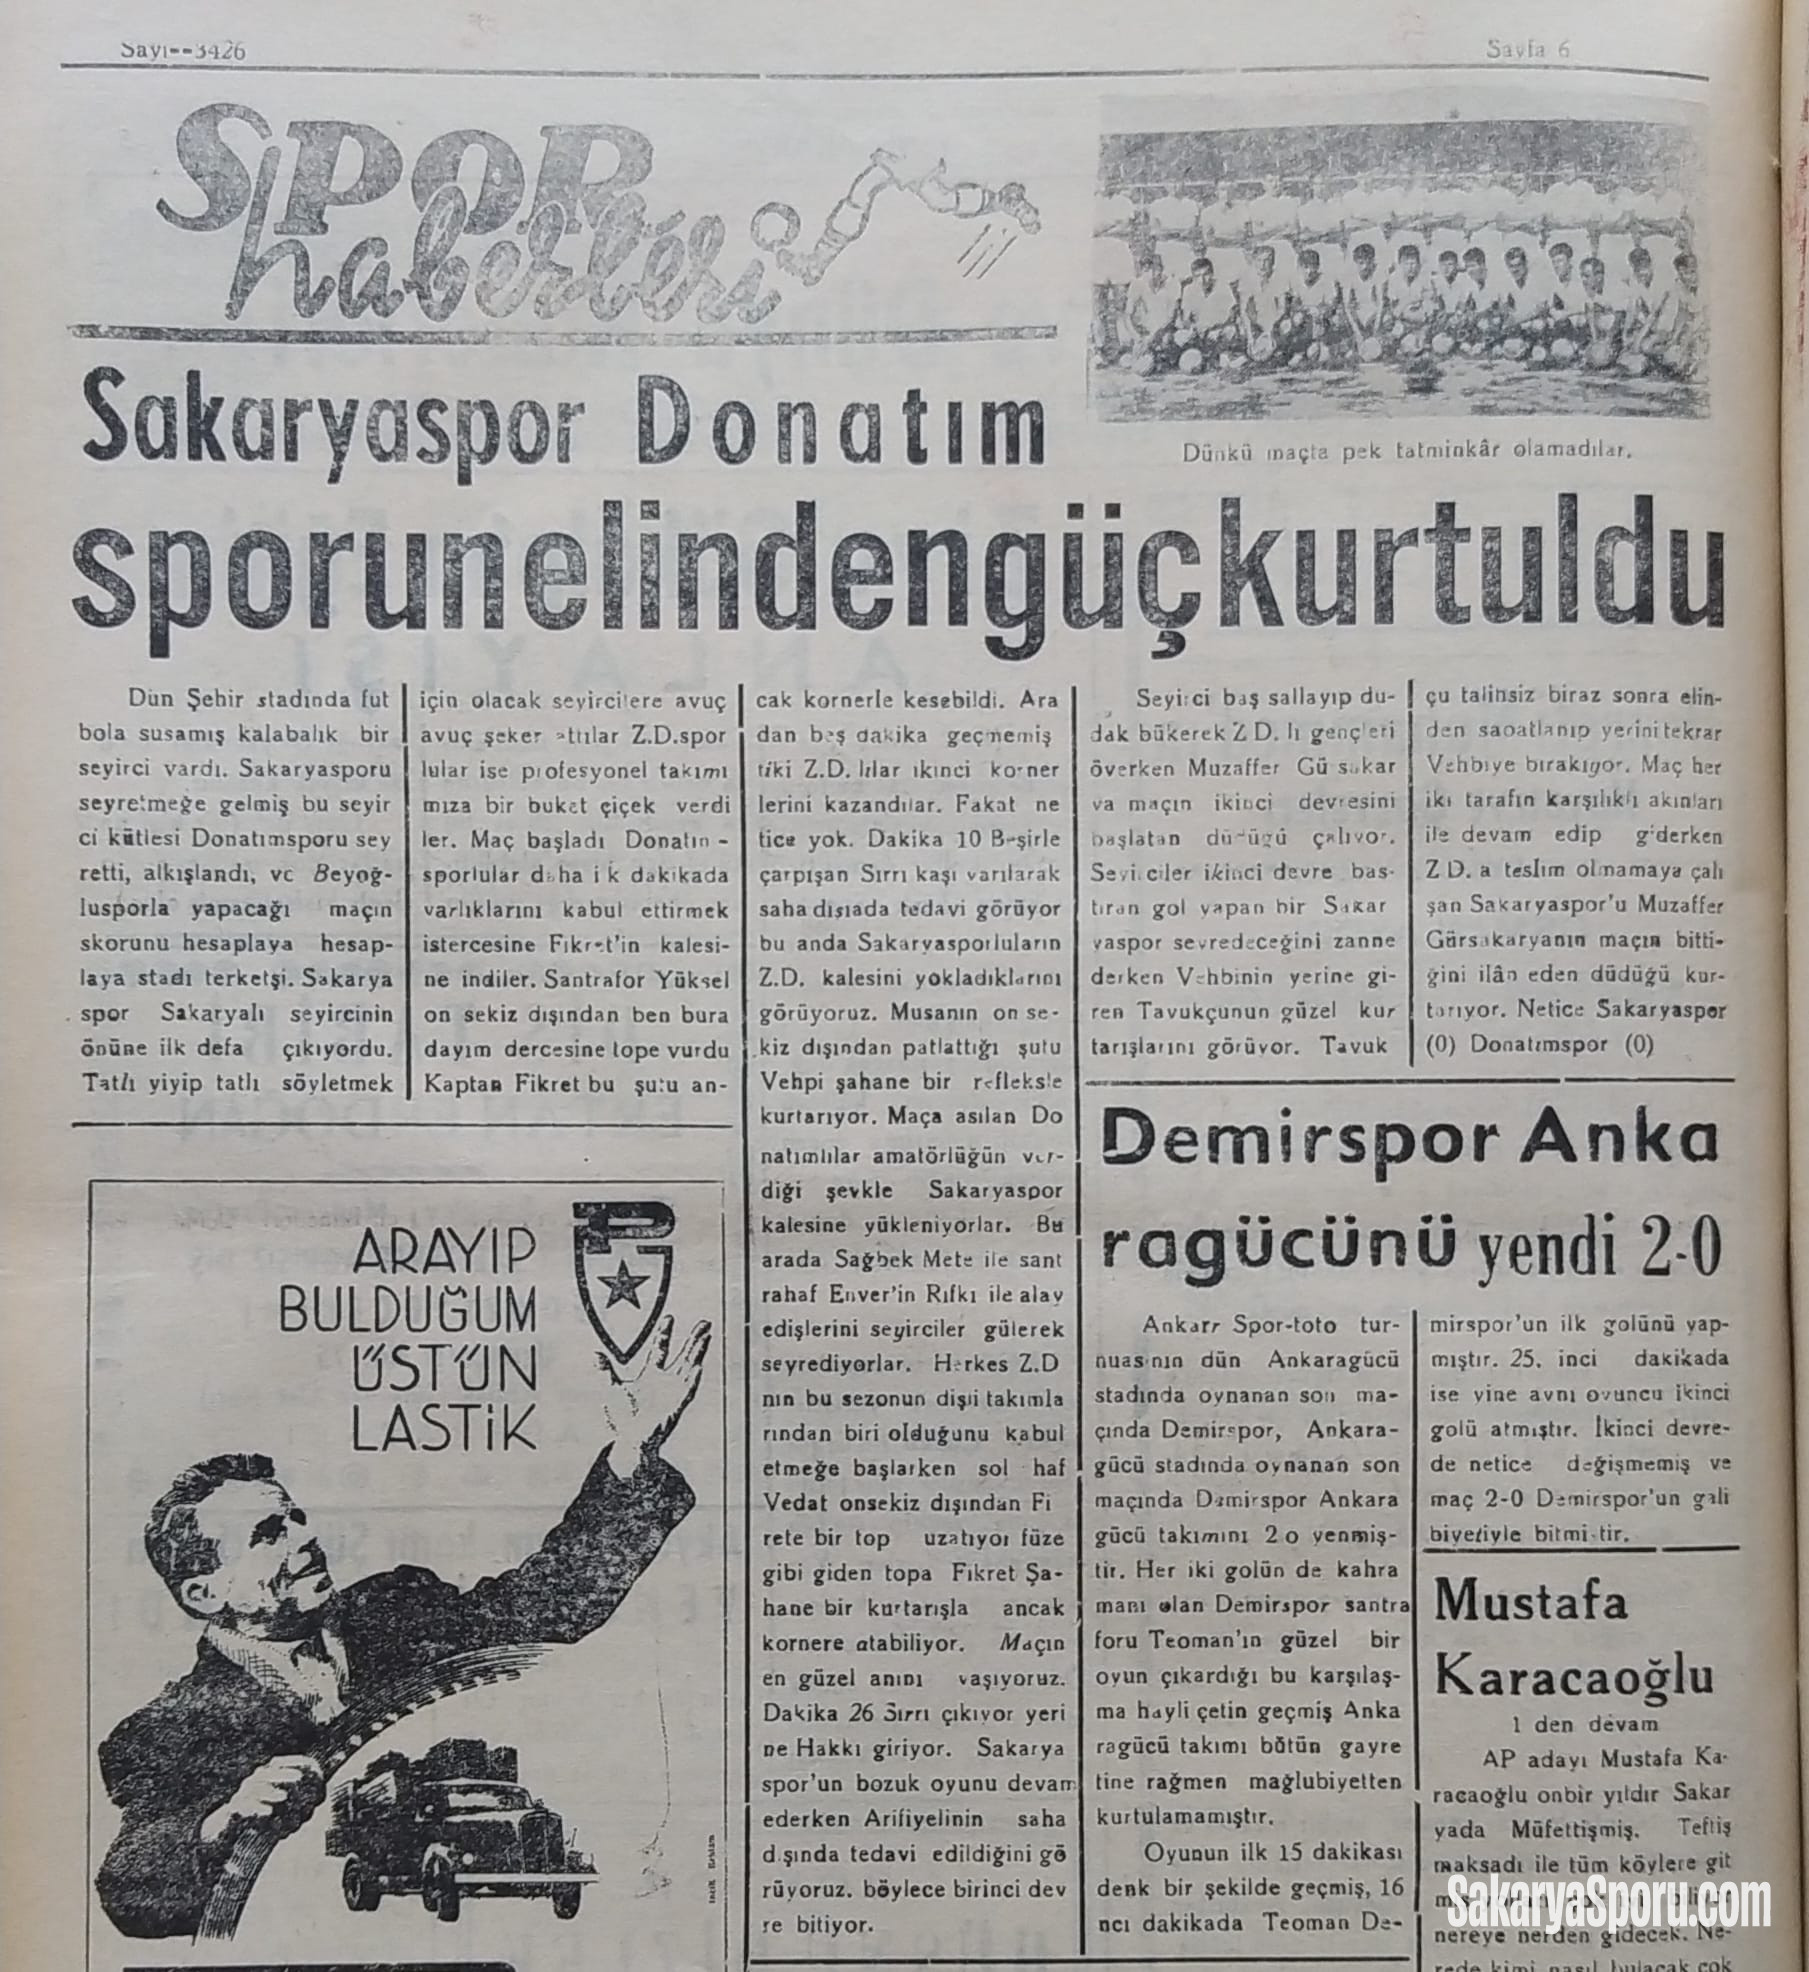 Sayı--3426
Sayfa 6
SPOR
haberleri
Sakaryaspor Donatım
sporunelindengüçkurtuldu
Dünkü maçta pek tatminkâr olamadılar.
Dün Şehir stadında fut
bola susamış kalabalık bir
seyirci vardı. Sakaryasporu
seyretmeğe gelmiş bu seyir
ci kütlesi Donatımsporu sey
retti, alkışlandı, ve Beyoğ-
lusporla yapacağı maçın
skorunu hesaplaya hesap-
laya stadı terketşi. Sakarya
spor Sakaryalı seyircinin
önüne ilk defa çıkıyordu.
Tatlı yiyip tatlı söyletmek
için olacak seyircilere avuç
avuç şeker attılar Z.D.spor
lular ise profesyonel takımı
mıza bir buket çiçek verdi
ler. Maç başladı Donatın -
sporlular daha ilk dakikada
varlıklarını kabul ettirmek
istercesine Fikret'in kalesi-
ne indiler. Santrafor Yüksel
on sekiz dışından ben bura
dayım dercesine tope vurdu
Kaptan Fikret bu şutu an-
cak kornerle kesebildi. Ara
dan beş dakika geçmemiş
tiki Z.D. lılar ikinci korner
lerini kazandılar. Fakat ne
tice yok. Dakika 10 Beşirle
çarpışan Sırrı kaşı varılarak
saha dışıada tedavi görüyor
bu anda Sakaryasporluların
Z.D. kalesini yokladıklarını
görüyoruz. Musanın on se-
kiz dışından patlattığı şutu
Vehpi şahane bir refleksle
kurtarıyor. Maça asılan Do
natımlılar amatörlüğün ver-
diği şevkle Sakaryaspor
kalesine yükleniyorlar. Bu
arada Sağbek Mete ile sant
rahaf Enver'in Rıfkı ile alay
edişlerini seyirciler gülerek
seyrediyorlar. Herkes Z.D
nin bu sezonun dişli takımla
rından biri olduğunu kabul
etmeğe başlarken sol haf
Vedat onsekiz dışından Fi
rete bir top uzatıyor füze
gibi giden topa Fikret Şa-
hane bir kurtarışla ancak
kornere atabiliyor. Maçın
en güzel anını yaşıyoruz.
Dakika 26 Sırrı çıkıyor yeri
ne Hakkı giriyor. Sakarya
spor'un bozuk oyunu devam
ederken Arifiyelinin saha
dışında tedavi edildiğini gö
rüyoruz. böylece birinci dev
re bitiyor.
Seyirci baş sallayıp du-
dak bükerek Z D. lı gençleri
överken Muzaffer Gü sakar
va maçın ikinci devresini
başlatan düdüğü çalıyor.
Seyirciler ikinci devre bas-
tıran gol yapan bir Sakar
yaspor seyredeceğini zanne
derken Vehbinin yerine gi-
ren Tavukçunun güzel kur
tarışlarını görüyor. Tavuk
çu talihsiz biraz sonra elin-
den sakatlanıp yerini tekrar
Vehbiye bırakıyor. Maç her
iki tarafın karşılıklı akınları
ile devam edip giderken
Z D. a teslim olmamaya çalı
şan Sakaryaspor'u Muzaffer
Gürsakaryanın maçın bitti-
ğini ilân eden düdüğü kur-
tarıyor. Netice Sakaryaspor
(0) Donatımspor (0)
Demirspor Anka
ragücünü yendi 2-0
Ankarr Spor-toto tur-
nuasının dün Ankaragücü
stadında oynanan son ma-
çında Demirspor, Ankara-
gücü stadında oynanan son
maçında Demirspor Ankara
gücü takımını 2 o yenmiş-
tir. Her iki golün de kahra
manı olan Demirspor santra
foru Teoman'ın güzel bir
oyun çıkardığı bu karşılaş-
ma hayli çetin geçmiş Anka
ragücü takımı bütün gayre
tine rağmen mağlubiyetten
kurtulamamıştır.
Oyunun ilk 15 dakikası
denk bir şekilde geçmiş, 16
ncı dakikada Teoman De-
mirspor'un ilk golünü yap-
mıştır. 25. inci dakikada
ise yine aynı oyuncu ikinci
golü atmıştır. İkinci devre-
de netice değişmemiş ve
maç 2-0 Demirspor'un gali
biyetiyle bitmiştir.
Mustafa
Karacaoğlu
1 den devam
AP adayı Mustafa Ka-
racaoğlu onbir yıldır Sakar
yada Müfettişmiş. Teftiş
maksadı ile tüm köylere git
nereye nerden gidecek. Ne-
rede kimi nasıl bulacak çok
ARAYIP
BULDUĞUM
ÜSTÜN
LASTİK
SakaryaSporu.com